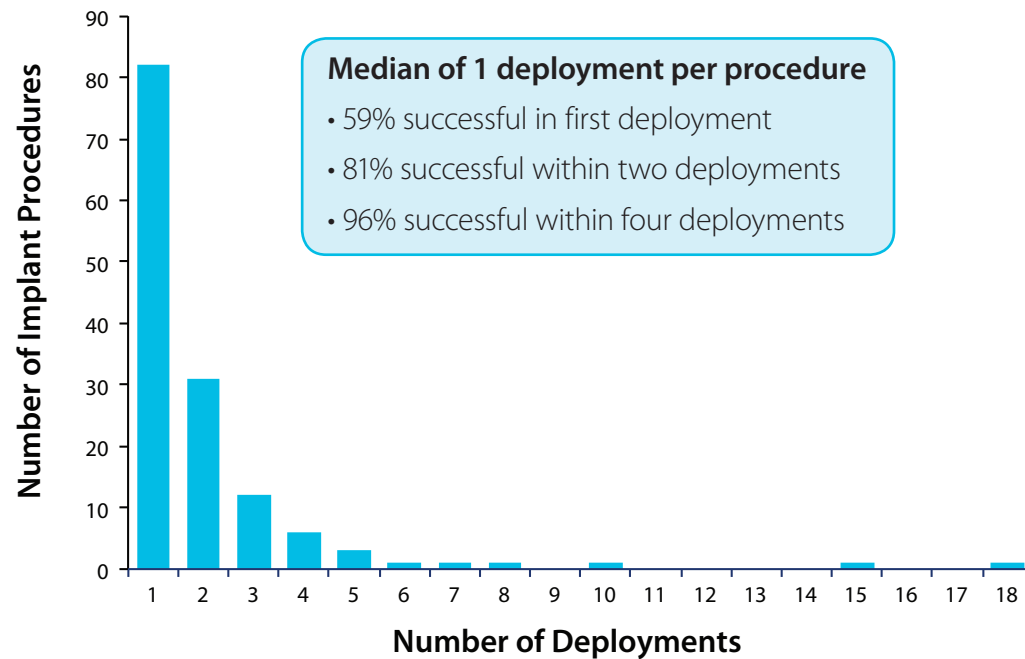 90
80
70
60
50
40
30
20
10
0
Number of Implant Procedures
Median of 1 deployment per procedure
• 59% successful in first deployment
• 81% successful within two deployments
• 96% successful within four deployments
1 2 3 4 5 6 7 8 9 10 11 12 13 14 15 16 17 18
Number of Deployments